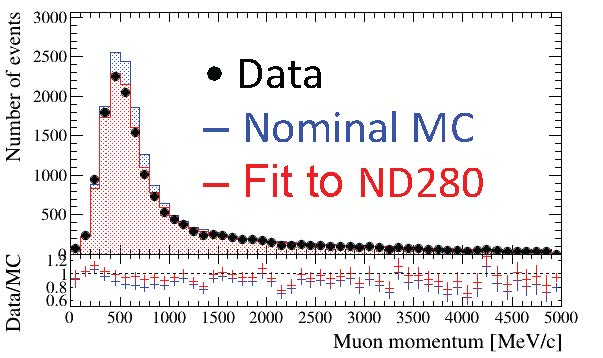 3000
2500
2000
1500
1000
500
0
Number of events
Data
Nominal MC
Fit to ND280
1.2
1
0.8
0.6
Data/MC
0 500 1000 1500 2000 2500 3000 3500 4000 4500 5000
Muon momentum [MeV/c]